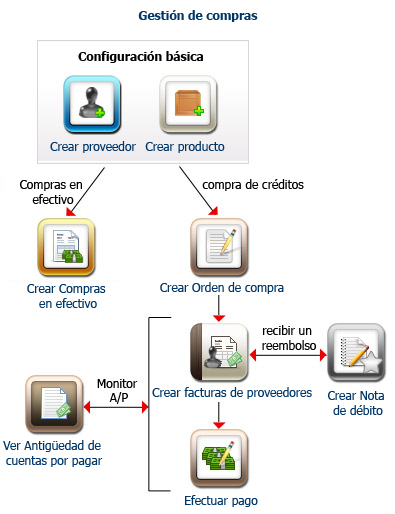 Gestión de compras
Configuración básica
Crear proveedor
Crear producto
Compras en
efectivo
compra de créditos
Crear Compras
en efectivo
Crear Orden de compra
recibir un
reembolso
Crear facturas de proveedores
Crear Nota
de débito
Monitor
A/P
Ver Antigüedad de
cuentas por pagar
Efectuar pago